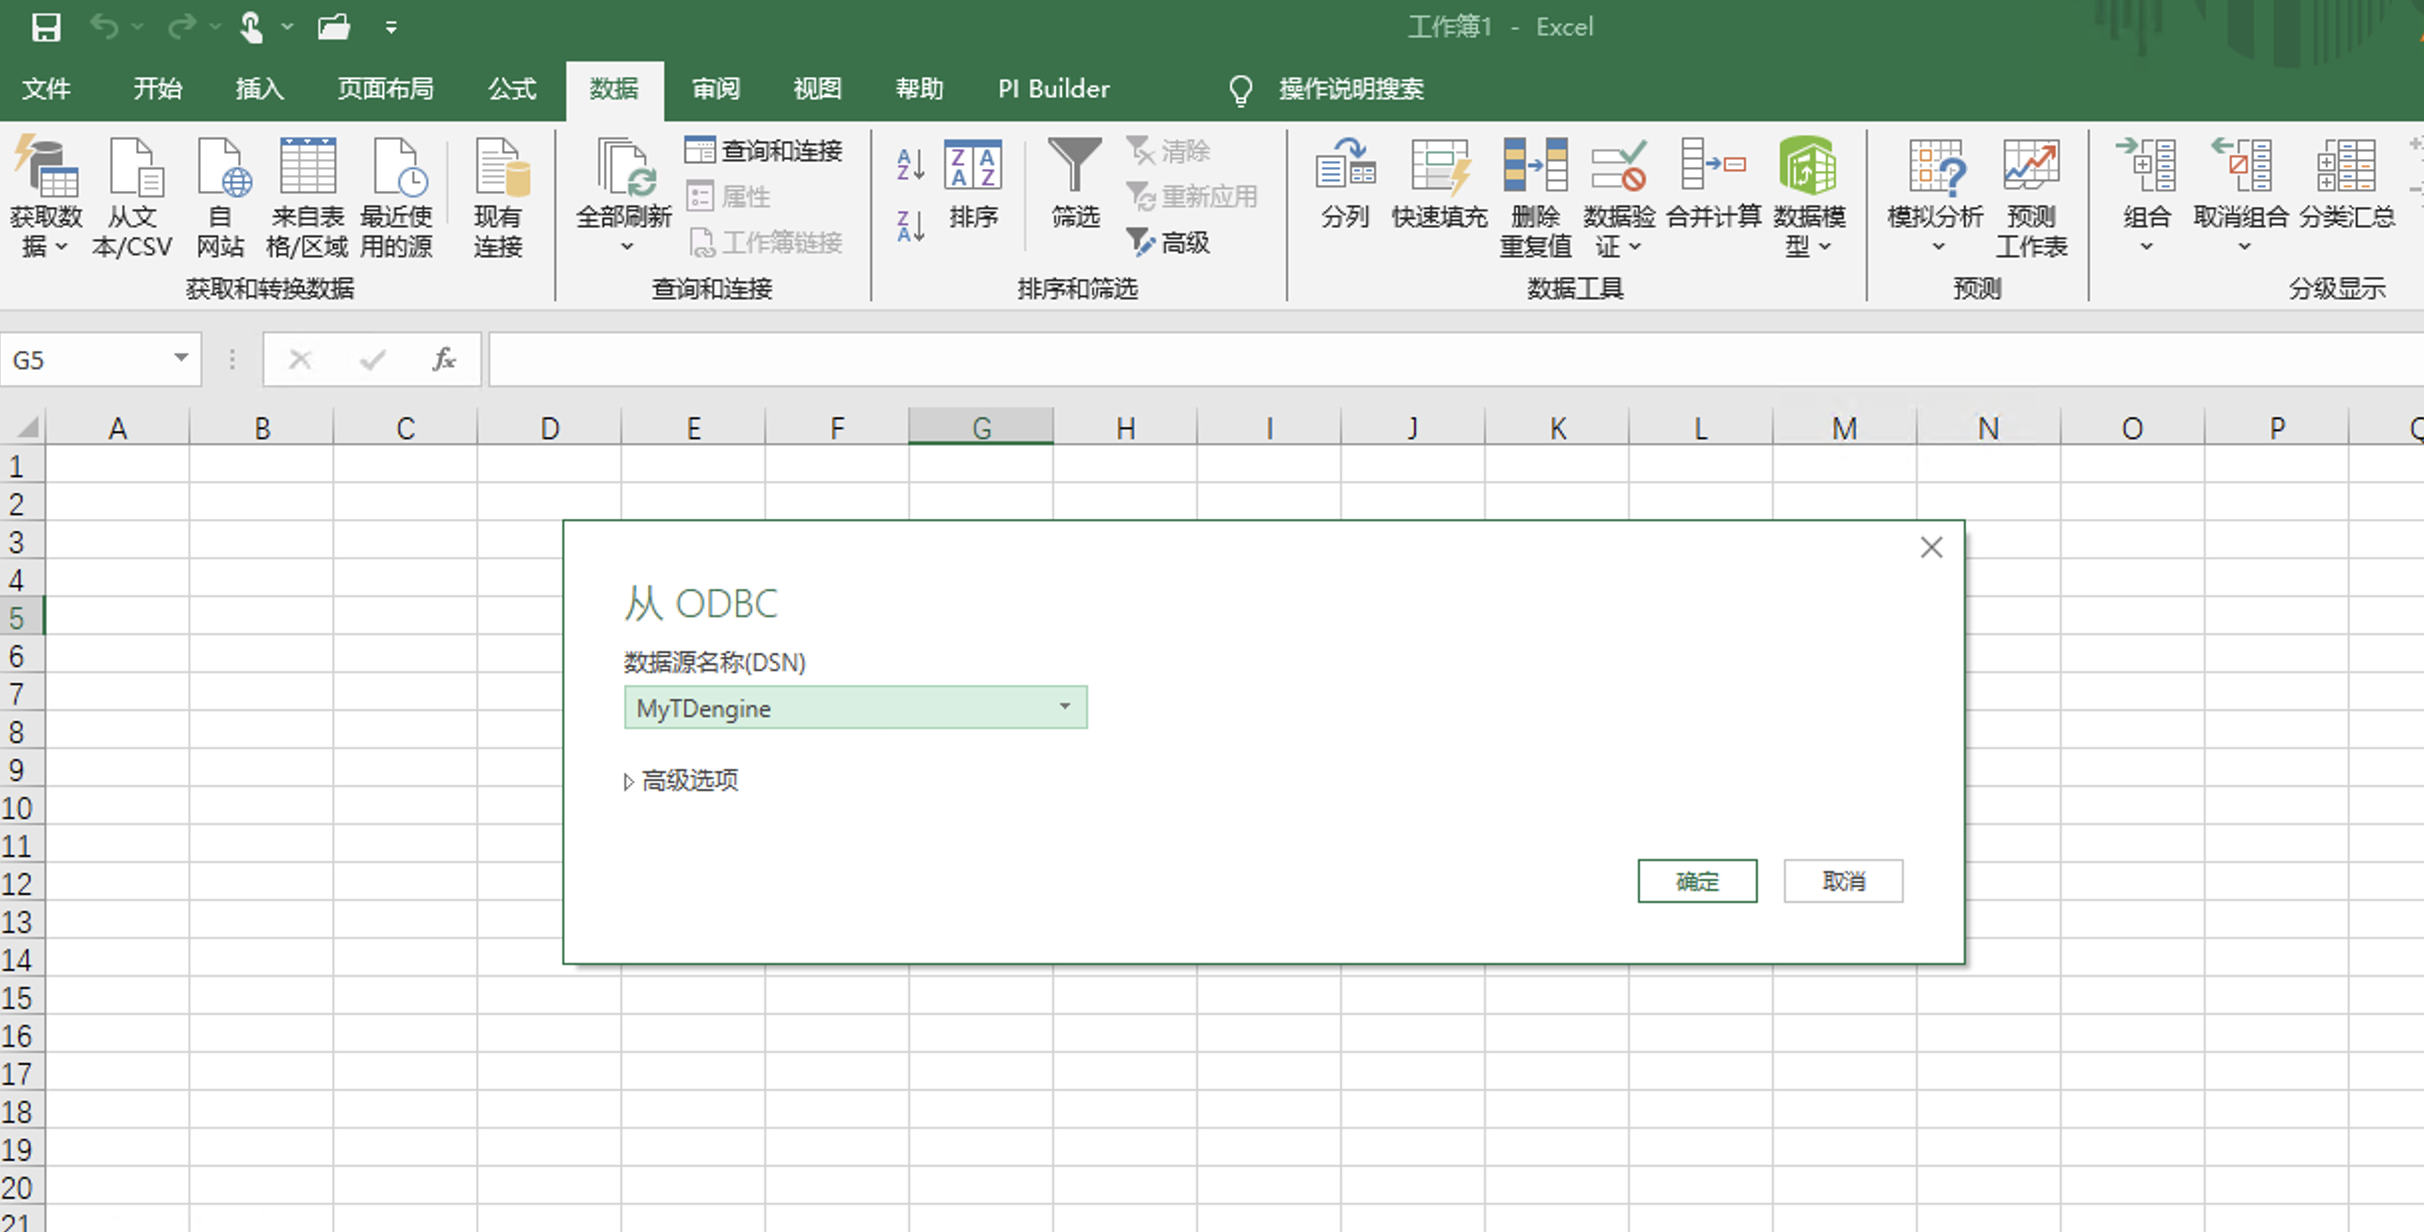 工作簿1 - Excel
文件 开始 插入 页面布局 公式 数据 审阅 视图 帮助 PI Builder 操作说明搜索
获取数据 从文本/CSV 自网站 来自表格/区域 最近使用的源 现有连接
获取和转换数据
全部刷新 查询和连接 属性 工作簿链接
查询和连接
排序 筛选 清除 重新应用 高级
排序和筛选
分列 快速填充 删除重复值 数据验证 合并计算 数据模型
数据工具
模拟分析 预测工作表
预测
组合 取消组合 分类汇总
分级显示
G5 fx
A B C D E F G H I J K L M N O P
1
2
3
4
5
6
7
8
9
10
11
12
13
14
15
16
17
18
19
20
21
从 ODBC
数据源名称(DSN)
MyTDengine
高级选项
确定 取消